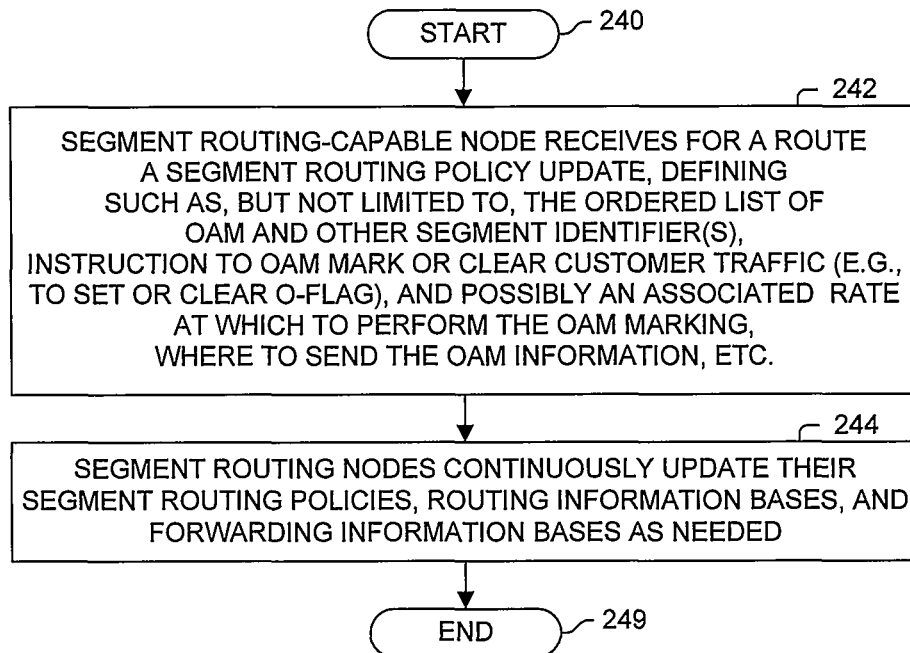 START
240
242
SEGMENT ROUTING-CAPABLE NODE RECEIVES FOR A ROUTE
A SEGMENT ROUTING POLICY UPDATE, DEFINING
SUCH AS, BUT NOT LIMITED TO, THE ORDERED LIST OF
OAM AND OTHER SEGMENT IDENTIFIER(S),
INSTRUCTION TO OAM MARK OR CLEAR CUSTOMER TRAFFIC (E.G.,
TO SET OR CLEAR O-FLAG), AND POSSIBLY AN ASSOCIATED RATE
AT WHICH TO PERFORM THE OAM MARKING,
WHERE TO SEND THE OAM INFORMATION, ETC.
244
SEGMENT ROUTING NODES CONTINUOUSLY UPDATE THEIR
SEGMENT ROUTING POLICIES, ROUTING INFORMATION BASES, AND
FORWARDING INFORMATION BASES AS NEEDED
END
249